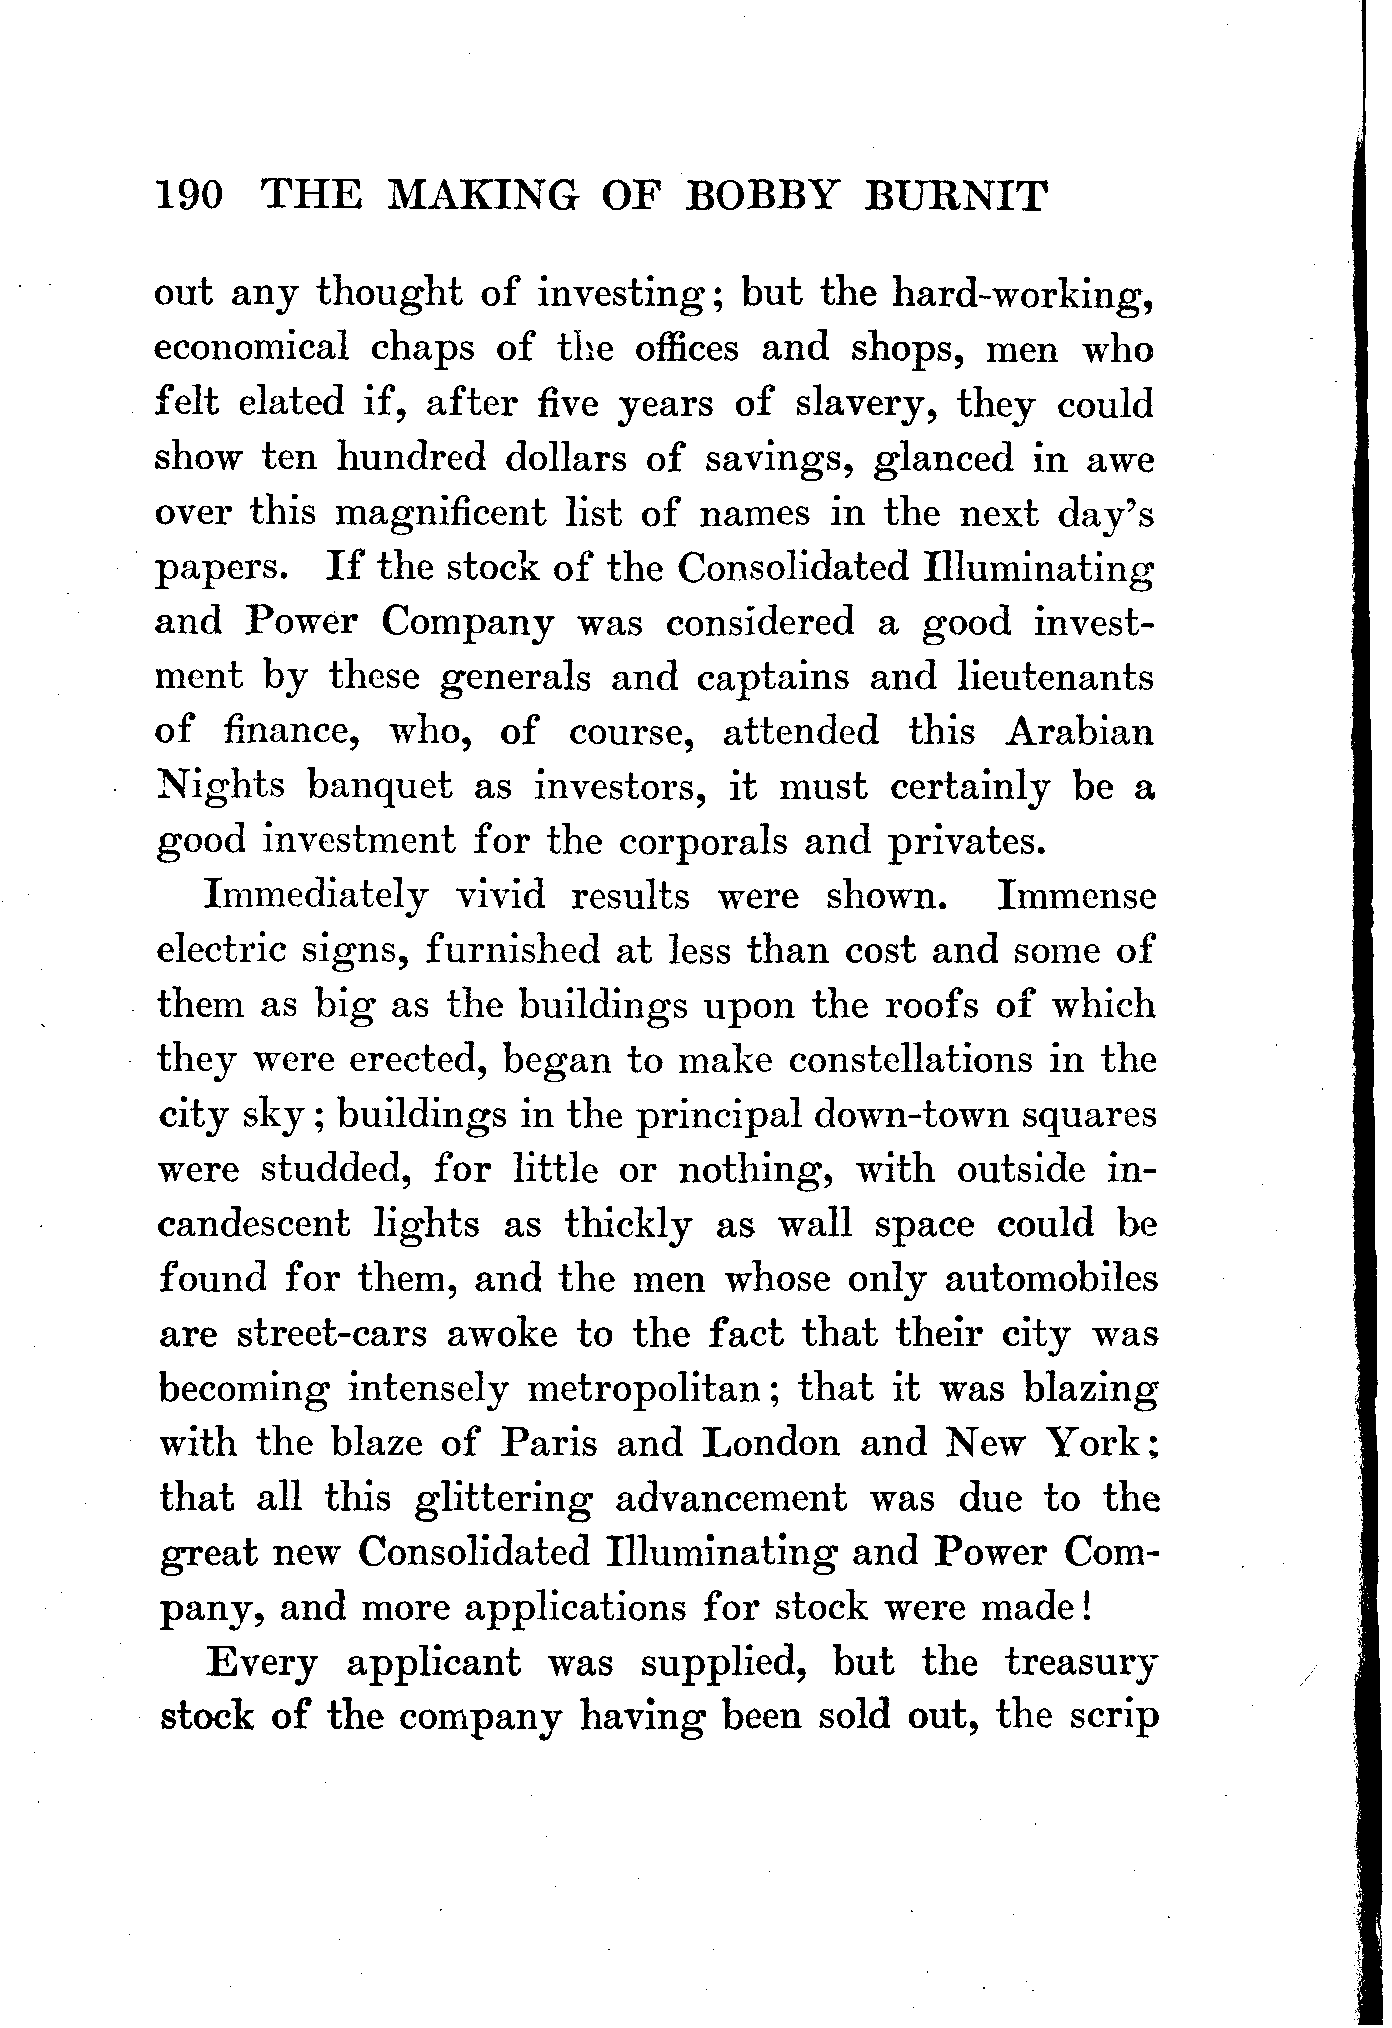 190 THE MAKING OF BOBBY BURNIT
out any thought of investing; but the hard-working,
economical chaps of the offices and shops, men who
felt elated if, after five years of slavery, they could
show ten hundred dollars of savings, glanced in awe
over this magnificent list of names in the next day's
papers. If the stock of the Consolidated Illuminating
and Power Company was considered a good invest-
ment by these generals and captains and lieutenants
of finance, who, of course, attended this Arabian
Nights banquet as investors, it must certainly be a
good investment for the corporals and privates.
Immediately vivid results were shown. Immense
electric signs, furnished at less than cost and some of
them as big as the buildings upon the roofs of which
they were erected, began to make constellations in the
city sky; buildings in the principal down-town squares
were studded, for little or nothing, with outside in-
candescent lights as thickly as wall space could be
found for them, and the men whose only automobiles
are street-cars awoke to the fact that their city was
becoming intensely metropolitan; that it was blazing
with the blaze of Paris and London and New York;
that all this glittering advancement was due to the
great new Consolidated Illuminating and Power Com-
pany, and more applications for stock were made!
Every applicant was supplied, but the treasury
stock of the company having been sold out, the scrip